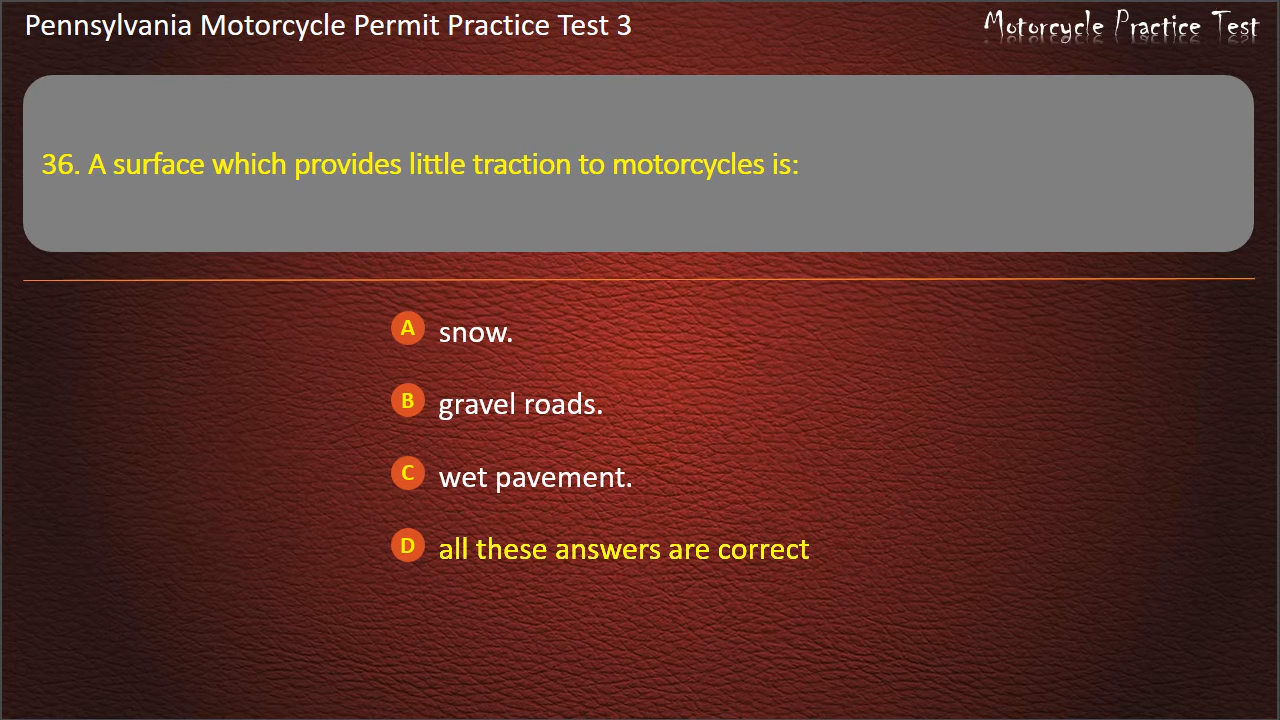 Pennsylvania Motorcycle Permit Practice Test 3
Motorcycle Practice Test
36. A surface which provides little traction to motorcycles is:
A snow.
B gravel roads.
C wet pavement.
D all these answers are correct